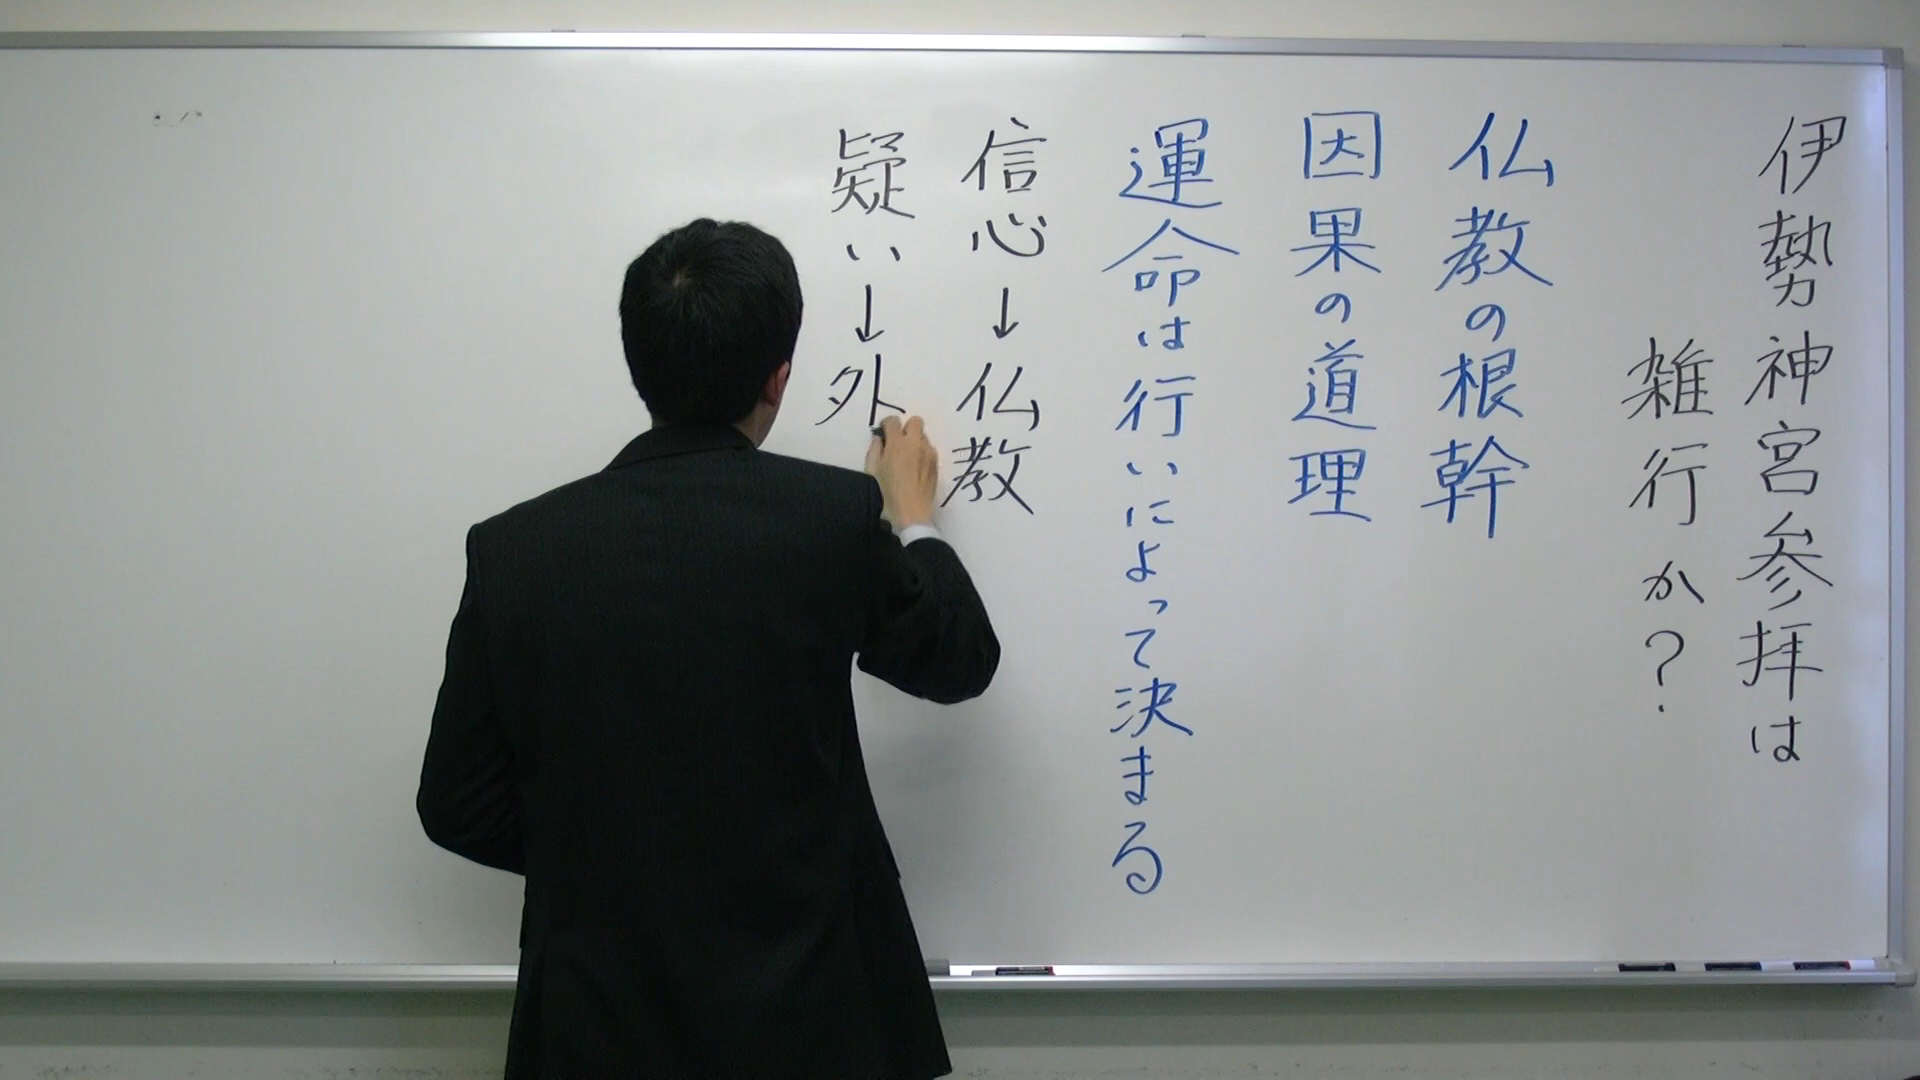 伊勢神宮参拝は
雑行か？
仏教の根幹
因果の道理
運命は行いによって決まる
信心→仏教
疑い→外